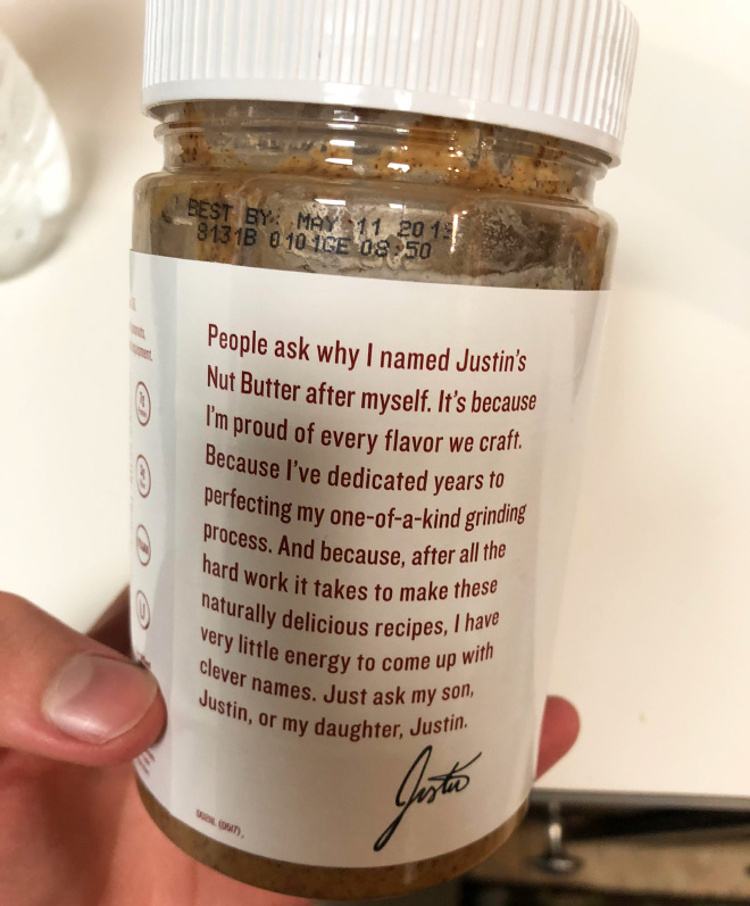 BEST BY: MAY 11 2019
8131B 0101GE 08:50
People ask why I named Justin's
Nut Butter after myself. It's because
I'm proud of every flavor we craft.
Because I've dedicated years to
perfecting my one-of-a-kind grinding
process. And because, after all the
hard work it takes to make these
naturally delicious recipes, I have
very little energy to come up with
clever names. Just ask my son,
Justin, or my daughter, Justin.
Justin